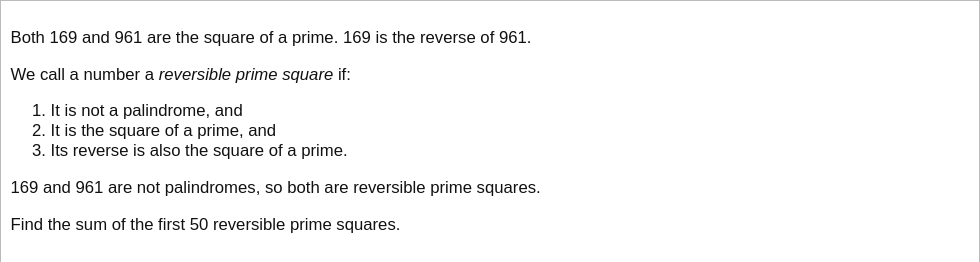 Both 169 and 961 are the square of a prime. 169 is the reverse of 961.
We call a number a reversible prime square if:
1. It is not a palindrome, and
2. It is the square of a prime, and
3. Its reverse is also the square of a prime.
169 and 961 are not palindromes, so both are reversible prime squares.
Find the sum of the first 50 reversible prime squares.